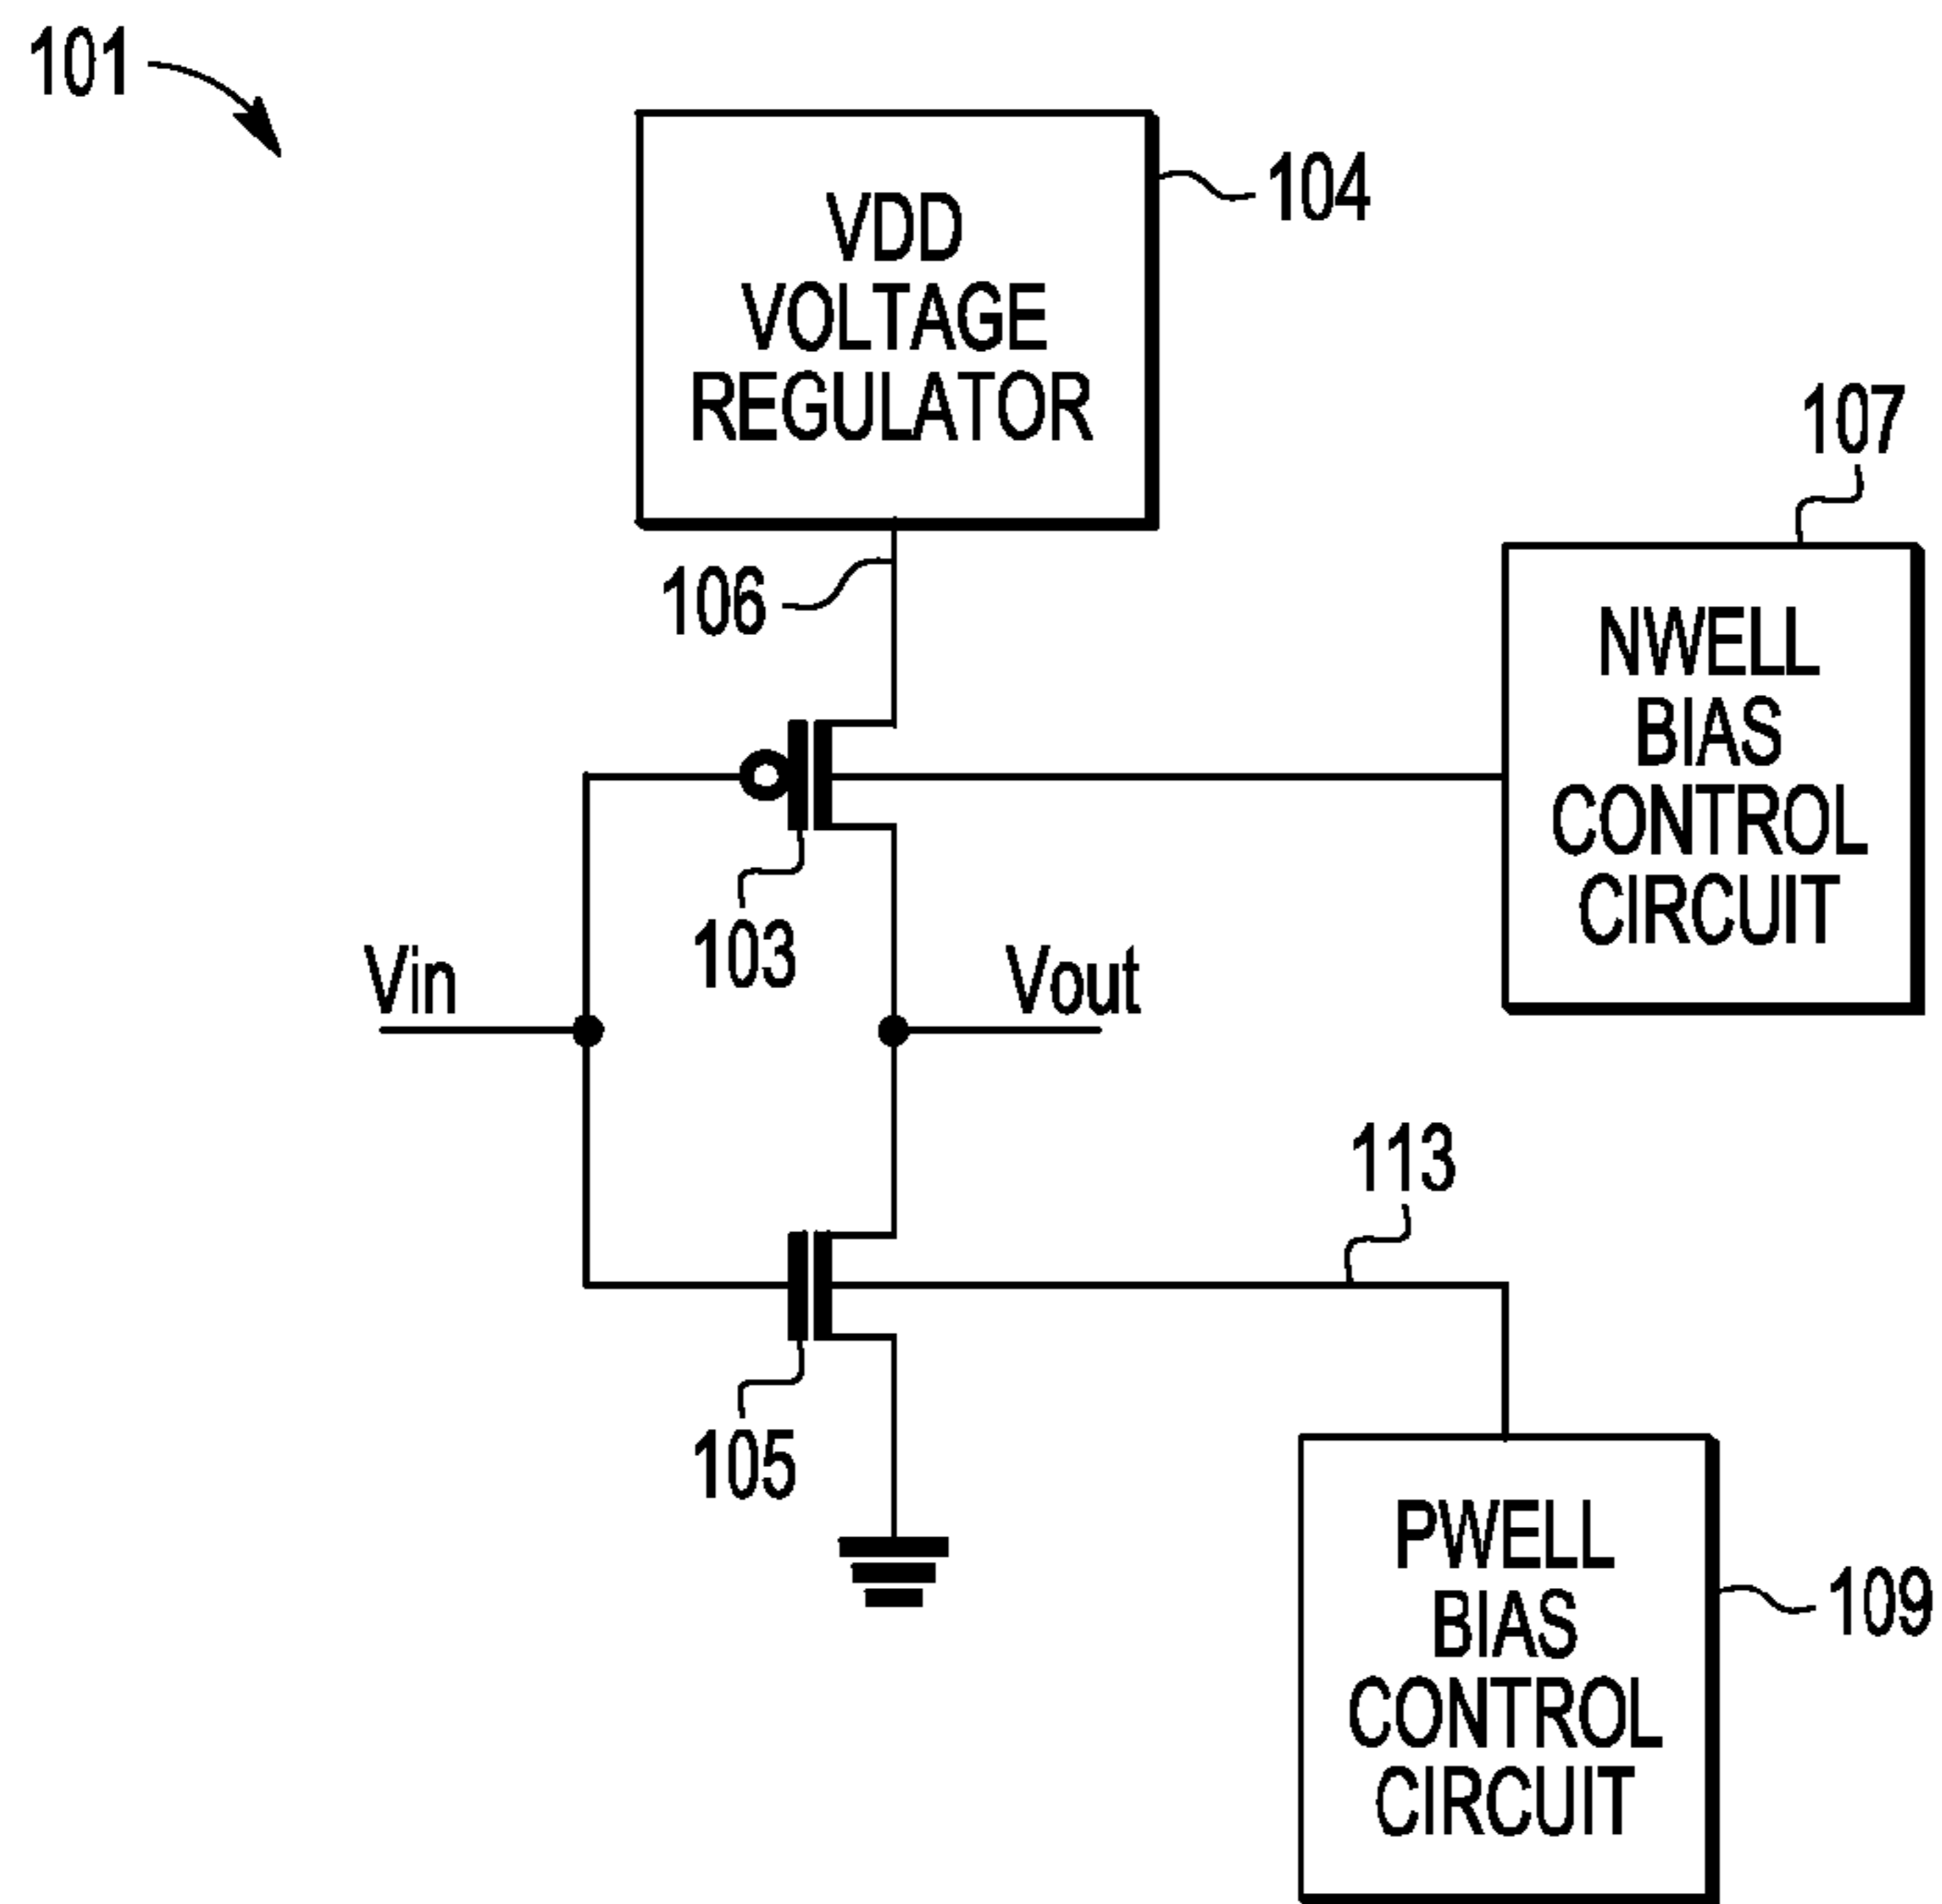 101
VDD
VOLTAGE
REGULATOR
104
106
107
NWELL
BIAS
CONTROL
CIRCUIT
103
Vin
Vout
113
105
PWELL
BIAS
CONTROL
CIRCUIT
109